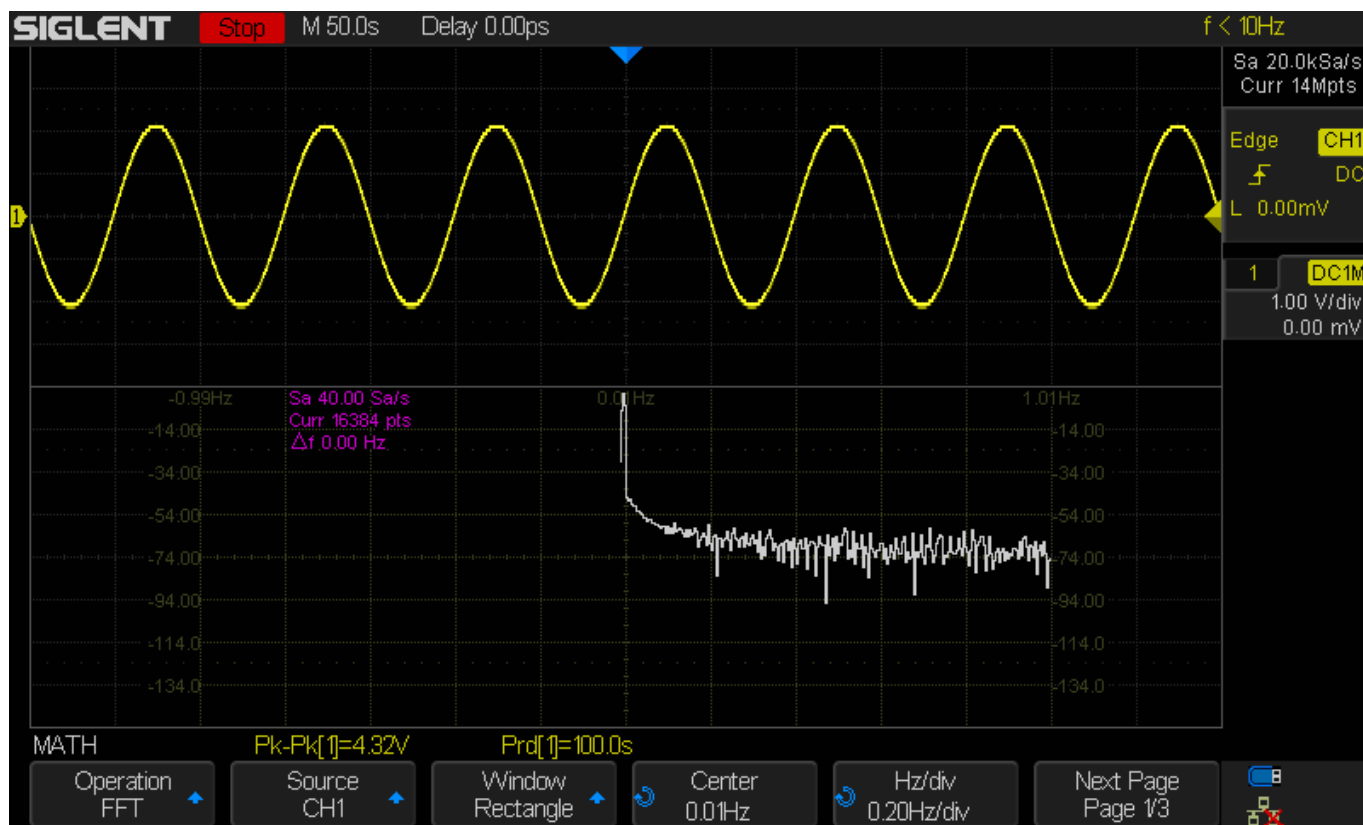 SIGLENT Stop M 50.0s Delay 0.00ps f < 10Hz
Sa 20.0kSa/s
Curr 14Mpts
Edge CH1
DC
L 0.00mV
1 DC1M
1.00 V/div
0.00 mV
1
-0.99Hz Sa 40.00 Sa/s 0.01Hz 1.01Hz
Curr 16384 pts
-14.00 -14.00
△f 0.00 Hz
-34.00 -34.00
-54.00 -54.00
-74.00 -74.00
-94.00 -94.00
-114.0 -114.0
-134.0 -134.0
MATH Pk-Pk[1]=4.32V Prd[1]=100.0s
Operation Source Window Center Hz/div Next Page
FFT CH1 Rectangle 0.01Hz 0.20Hz/div Page 1/3